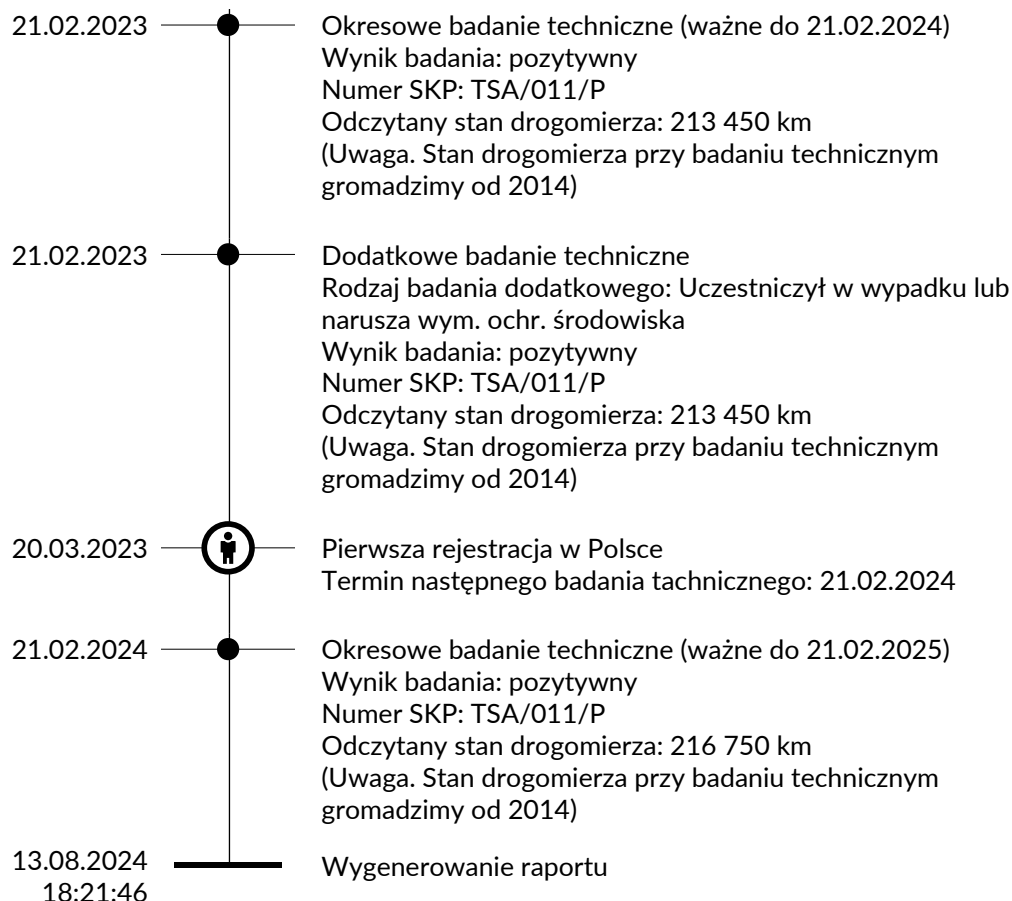 21.02.2023
Okresowe badanie techniczne (ważne do 21.02.2024)
Wynik badania: pozytywny
Numer SKP: TSA/011/P
Odczytany stan drogomierza: 213 450 km
(Uwaga. Stan drogomierza przy badaniu technicznym
gromadzimy od 2014)
21.02.2023
Dodatkowe badanie techniczne
Rodzaj badania dodatkowego: Uczestniczył w wypadku lub
narusza wym. ochr. środowiska
Wynik badania: pozytywny
Numer SKP: TSA/011/P
Odczytany stan drogomierza: 213 450 km
(Uwaga. Stan drogomierza przy badaniu technicznym
gromadzimy od 2014)
20.03.2023
Pierwsza rejestracja w Polsce
Termin następnego badania tachnicznego: 21.02.2024
21.02.2024
Okresowe badanie techniczne (ważne do 21.02.2025)
Wynik badania: pozytywny
Numer SKP: TSA/011/P
Odczytany stan drogomierza: 216 750 km
(Uwaga. Stan drogomierza przy badaniu technicznym
gromadzimy od 2014)
13.08.2024
18:21:46
Wygenerowanie raportu